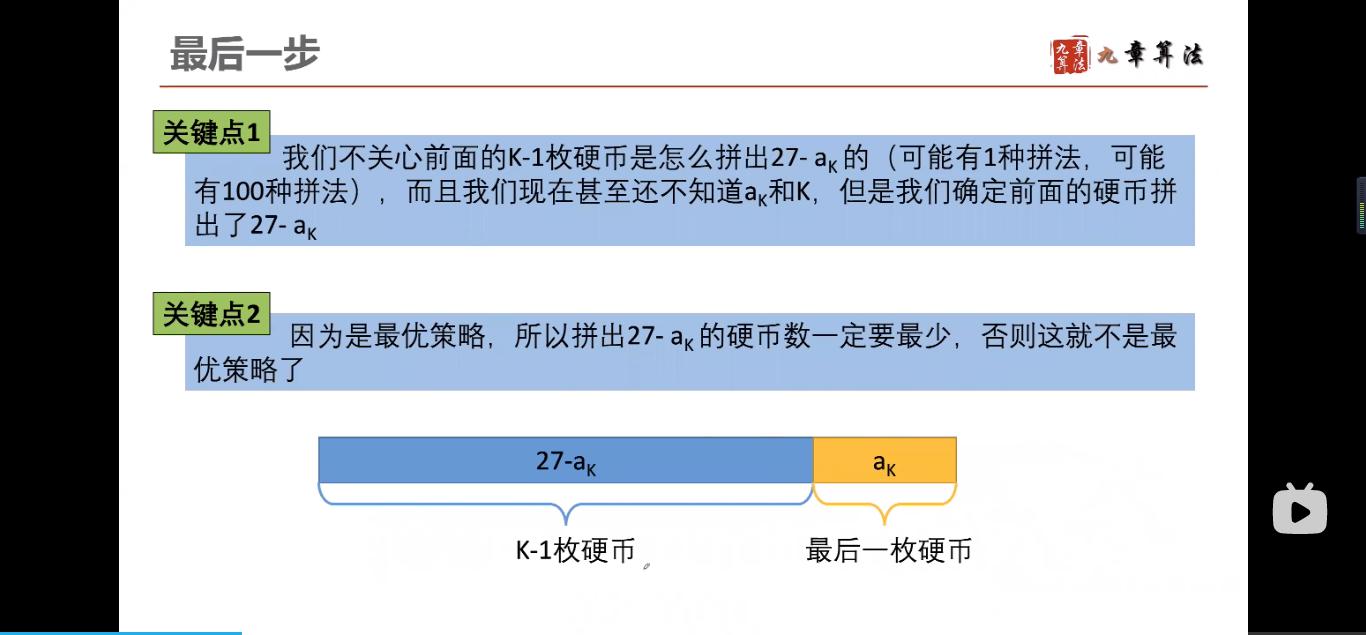 最后一步
九章算法
九章算法
关键点1
我们不关心前面的K-1枚硬币是怎么拼出27- aK的（可能有1种拼法，可能
有100种拼法），而且我们现在甚至还不知道aK和K，但是我们确定前面的硬币拼
出了27- aK
关键点2
因为是最优策略，所以拼出27- aK的硬币数一定要最少，否则这就不是最
优策略了
27-aK
aK
K-1枚硬币
最后一枚硬币